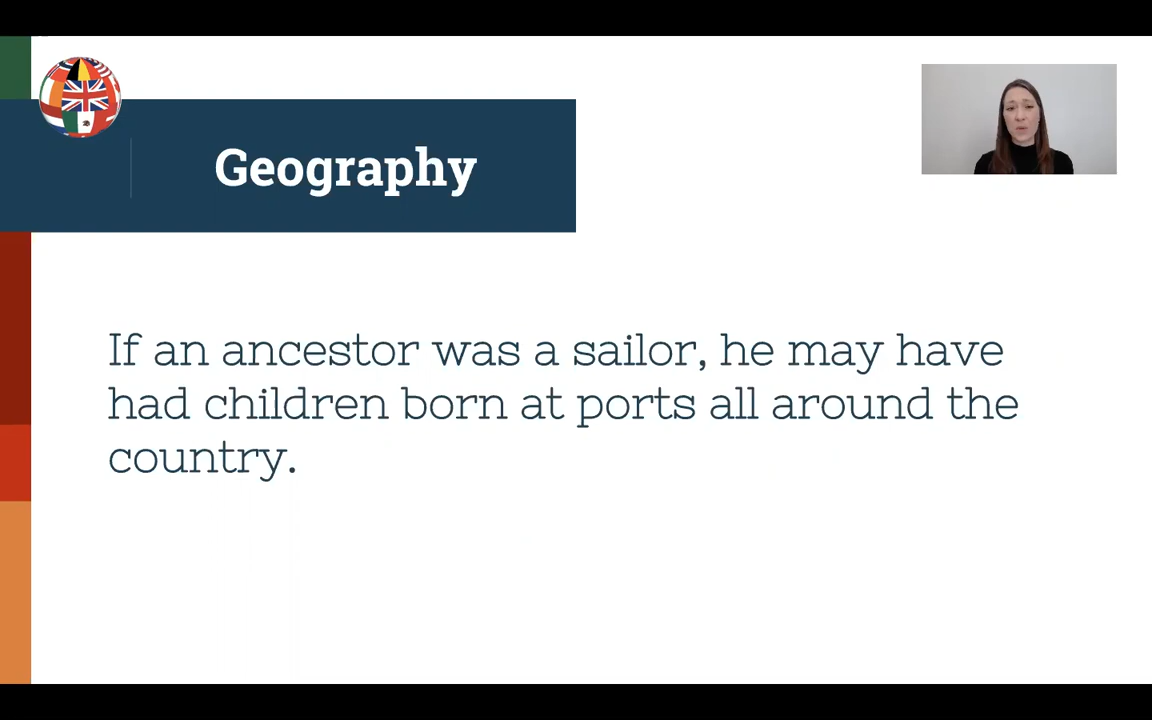 Geography
If an ancestor was a sailor, he may have
had children born at ports all around the
country.